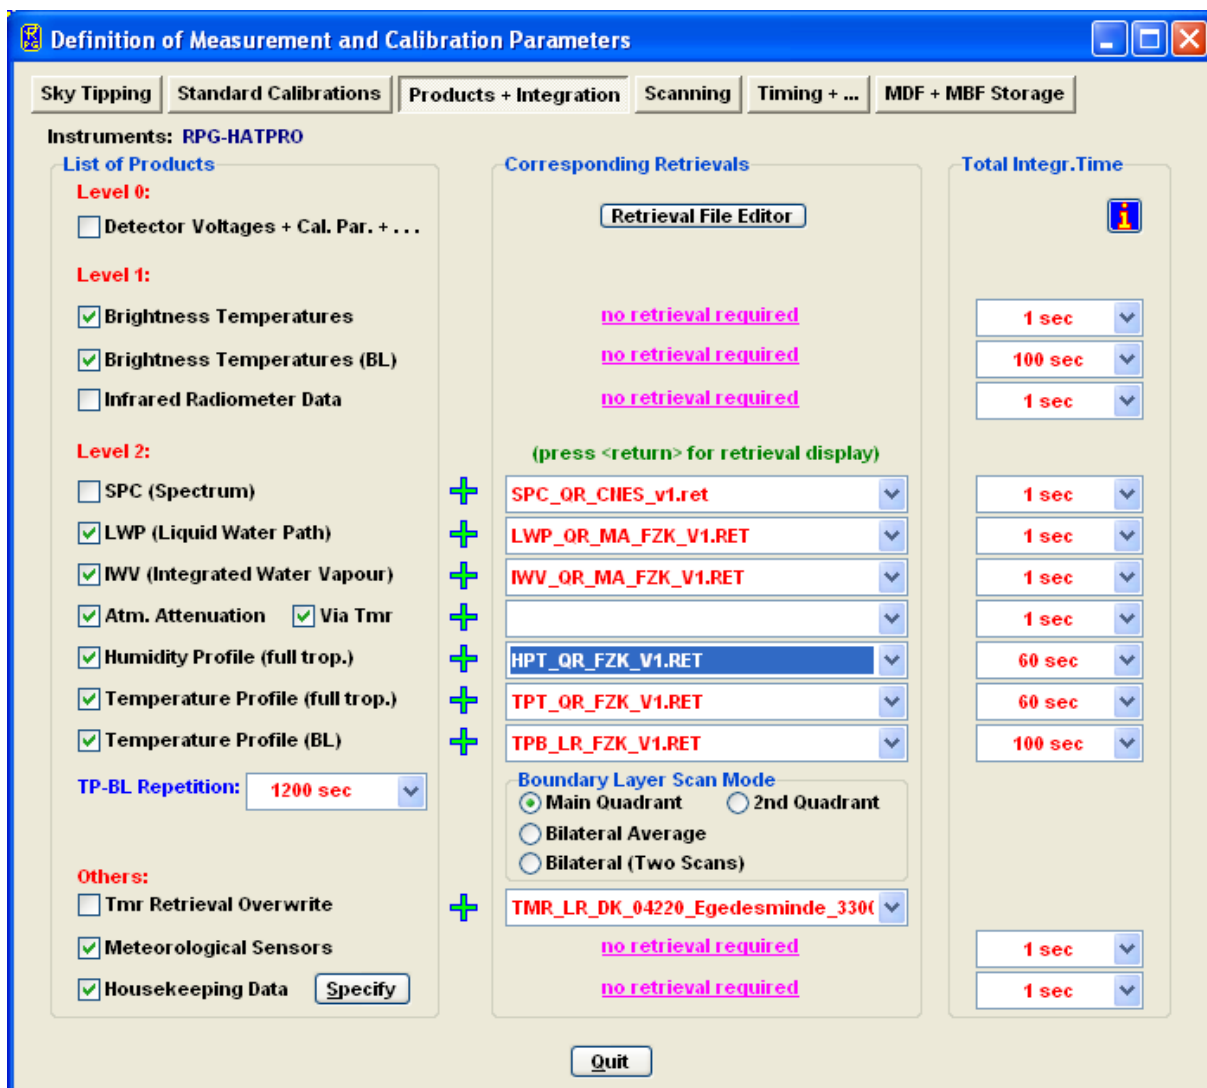 Definition of Measurement and Calibration Parameters
Sky Tipping Standard Calibrations Products + Integration Scanning Timing + ... MDF + MBF Storage
Instruments: RPG-HATPRO
List of Products Corresponding Retrievals Total Integr.Time
Level 0:
Detector Voltages + Cal. Par. + . . . Retrieval File Editor i
Level 1:
Brightness Temperatures no retrieval required 1 sec
Brightness Temperatures (BL) no retrieval required 100 sec
Infrared Radiometer Data no retrieval required 1 sec
Level 2: (press <return> for retrieval display)
SPC (Spectrum) SPC_QR_CNES_v1.ret 1 sec
LWP (Liquid Water Path) LWP_QR_MA_FZK_V1.RET 1 sec
IWV (Integrated Water Vapour) IWV_QR_MA_FZK_V1.RET 1 sec
Atm. Attenuation Via Tmr 1 sec
Humidity Profile (full trop.) HPT_QR_FZK_V1.RET 60 sec
Temperature Profile (full trop.) TPT_QR_FZK_V1.RET 60 sec
Temperature Profile (BL) TPB_LR_FZK_V1.RET 100 sec
TP-BL Repetition: 1200 sec Boundary Layer Scan Mode
Main Quadrant 2nd Quadrant
Bilateral Average
Bilateral (Two Scans)
Others:
Tmr Retrieval Overwrite TMR_LR_DK_04220_Egedesminde_330(
Meteorological Sensors no retrieval required 1 sec
Housekeeping Data Specify no retrieval required 1 sec
Quit